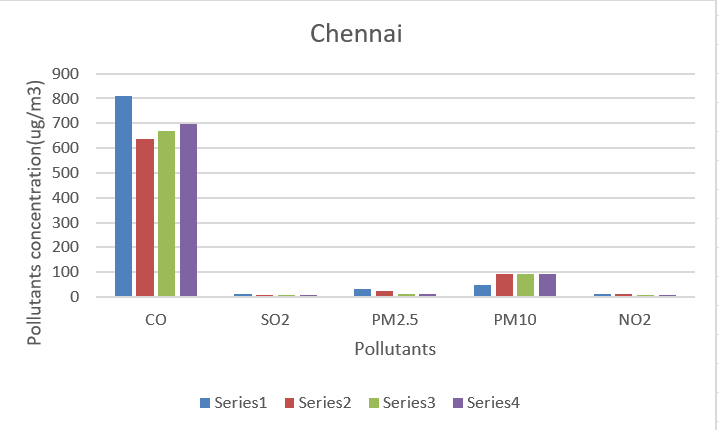 Chennai
Pollutants concentration(ug/m3)
900
800
700
600
500
400
300
200
100
0
CO SO2 PM2.5 PM10 NO2
Pollutants
Series1 Series2 Series3 Series4